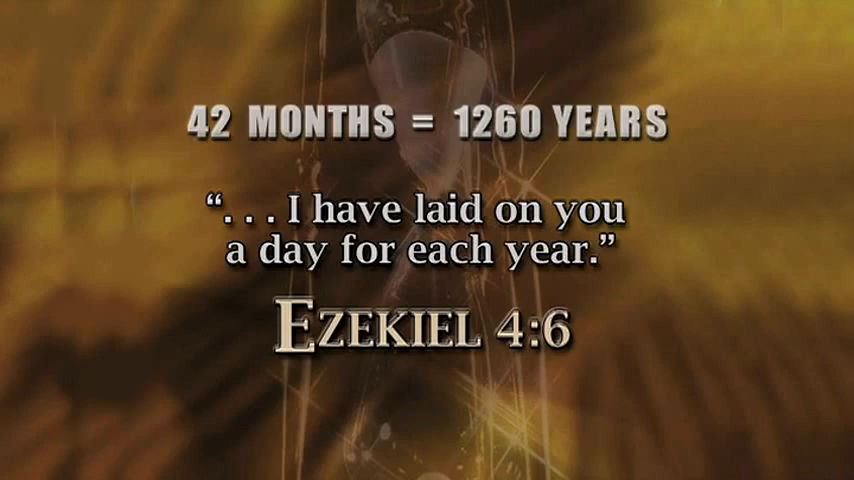 42 MONTHS = 1260 YEARS
“. . . I have laid on you
a day for each year.”
EZEKIEL 4:6